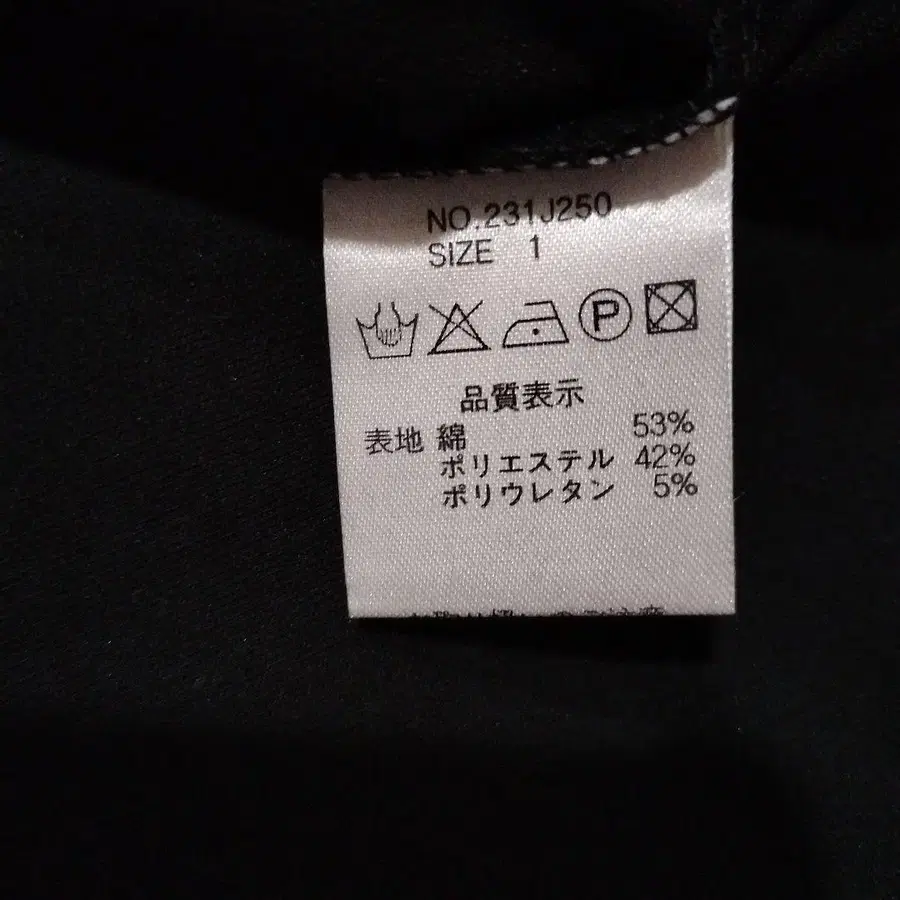 NO.231J250
SIZE 1
P
品質表示
表地 綿 53%
ポリエステル 42%
ポリウレタン 5%